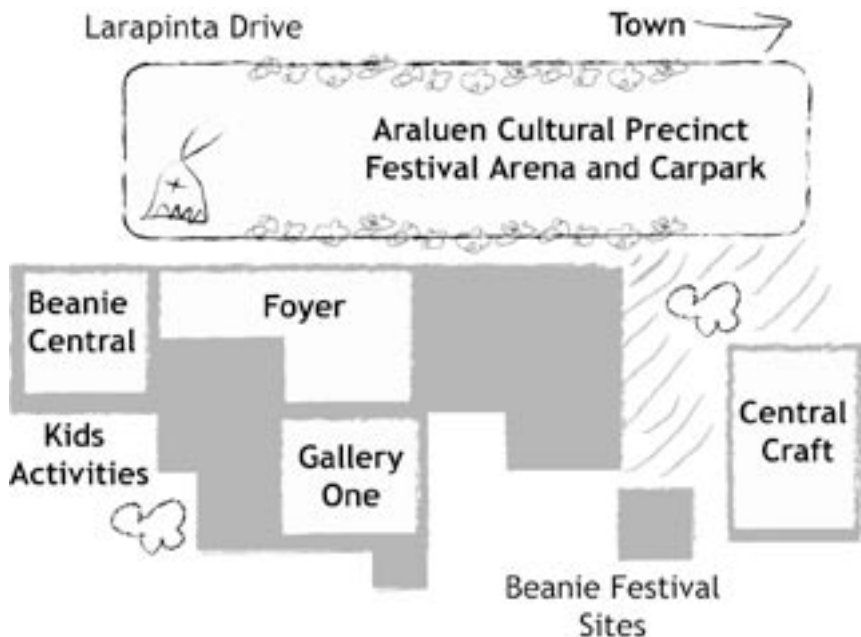 Larapinta Drive
Town
Araluen Cultural Precinct
Festival Arena and Carpark
Beanie
Central
Foyer
Kids
Activities
Gallery
One
Central
Craft
Beanie Festival
Sites